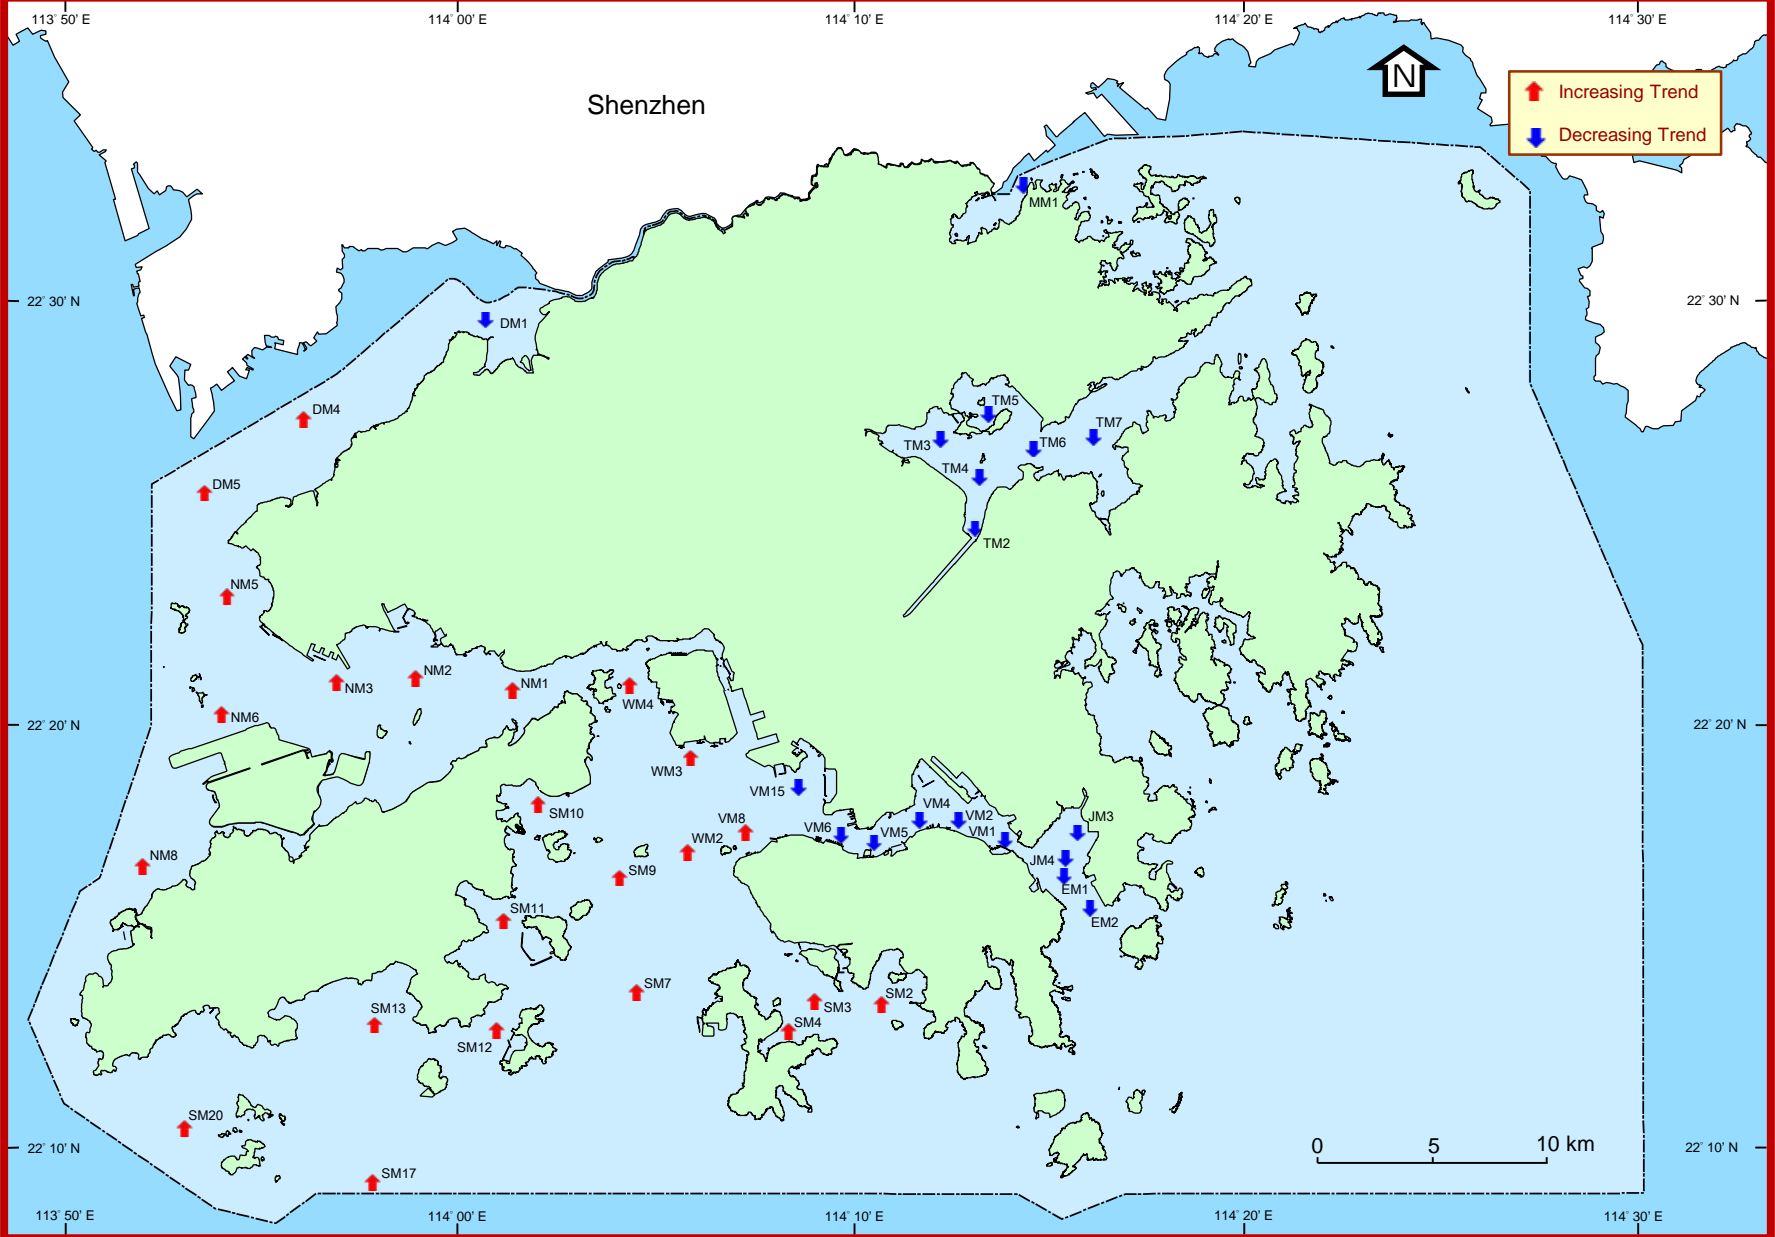 113° 50' E
114° 00' E
114° 10' E
114° 20' E
114° 30' E
N
Shenzhen
Increasing Trend
Decreasing Trend
MM1
22° 30' N
22° 30' N
DM1
DM4
TM5
TM7
TM3
TM6
TM4
DM5
TM2
NM5
NM2
NM3
NM1
WM4
NM6
22° 20' N
22° 20' N
WM3
VM15
SM10
VM8
VM6
VM5
VM4
VM2
VM1
JM3
WM2
NM8
SM9
JM4
EM1
SM11
EM2
SM7
SM13
SM3
SM2
SM4
SM12
SM20
22° 10' N
0
5
10 km
22° 10' N
SM17
113° 50' E
114° 00' E
114° 10' E
114° 20' E
114° 30' E